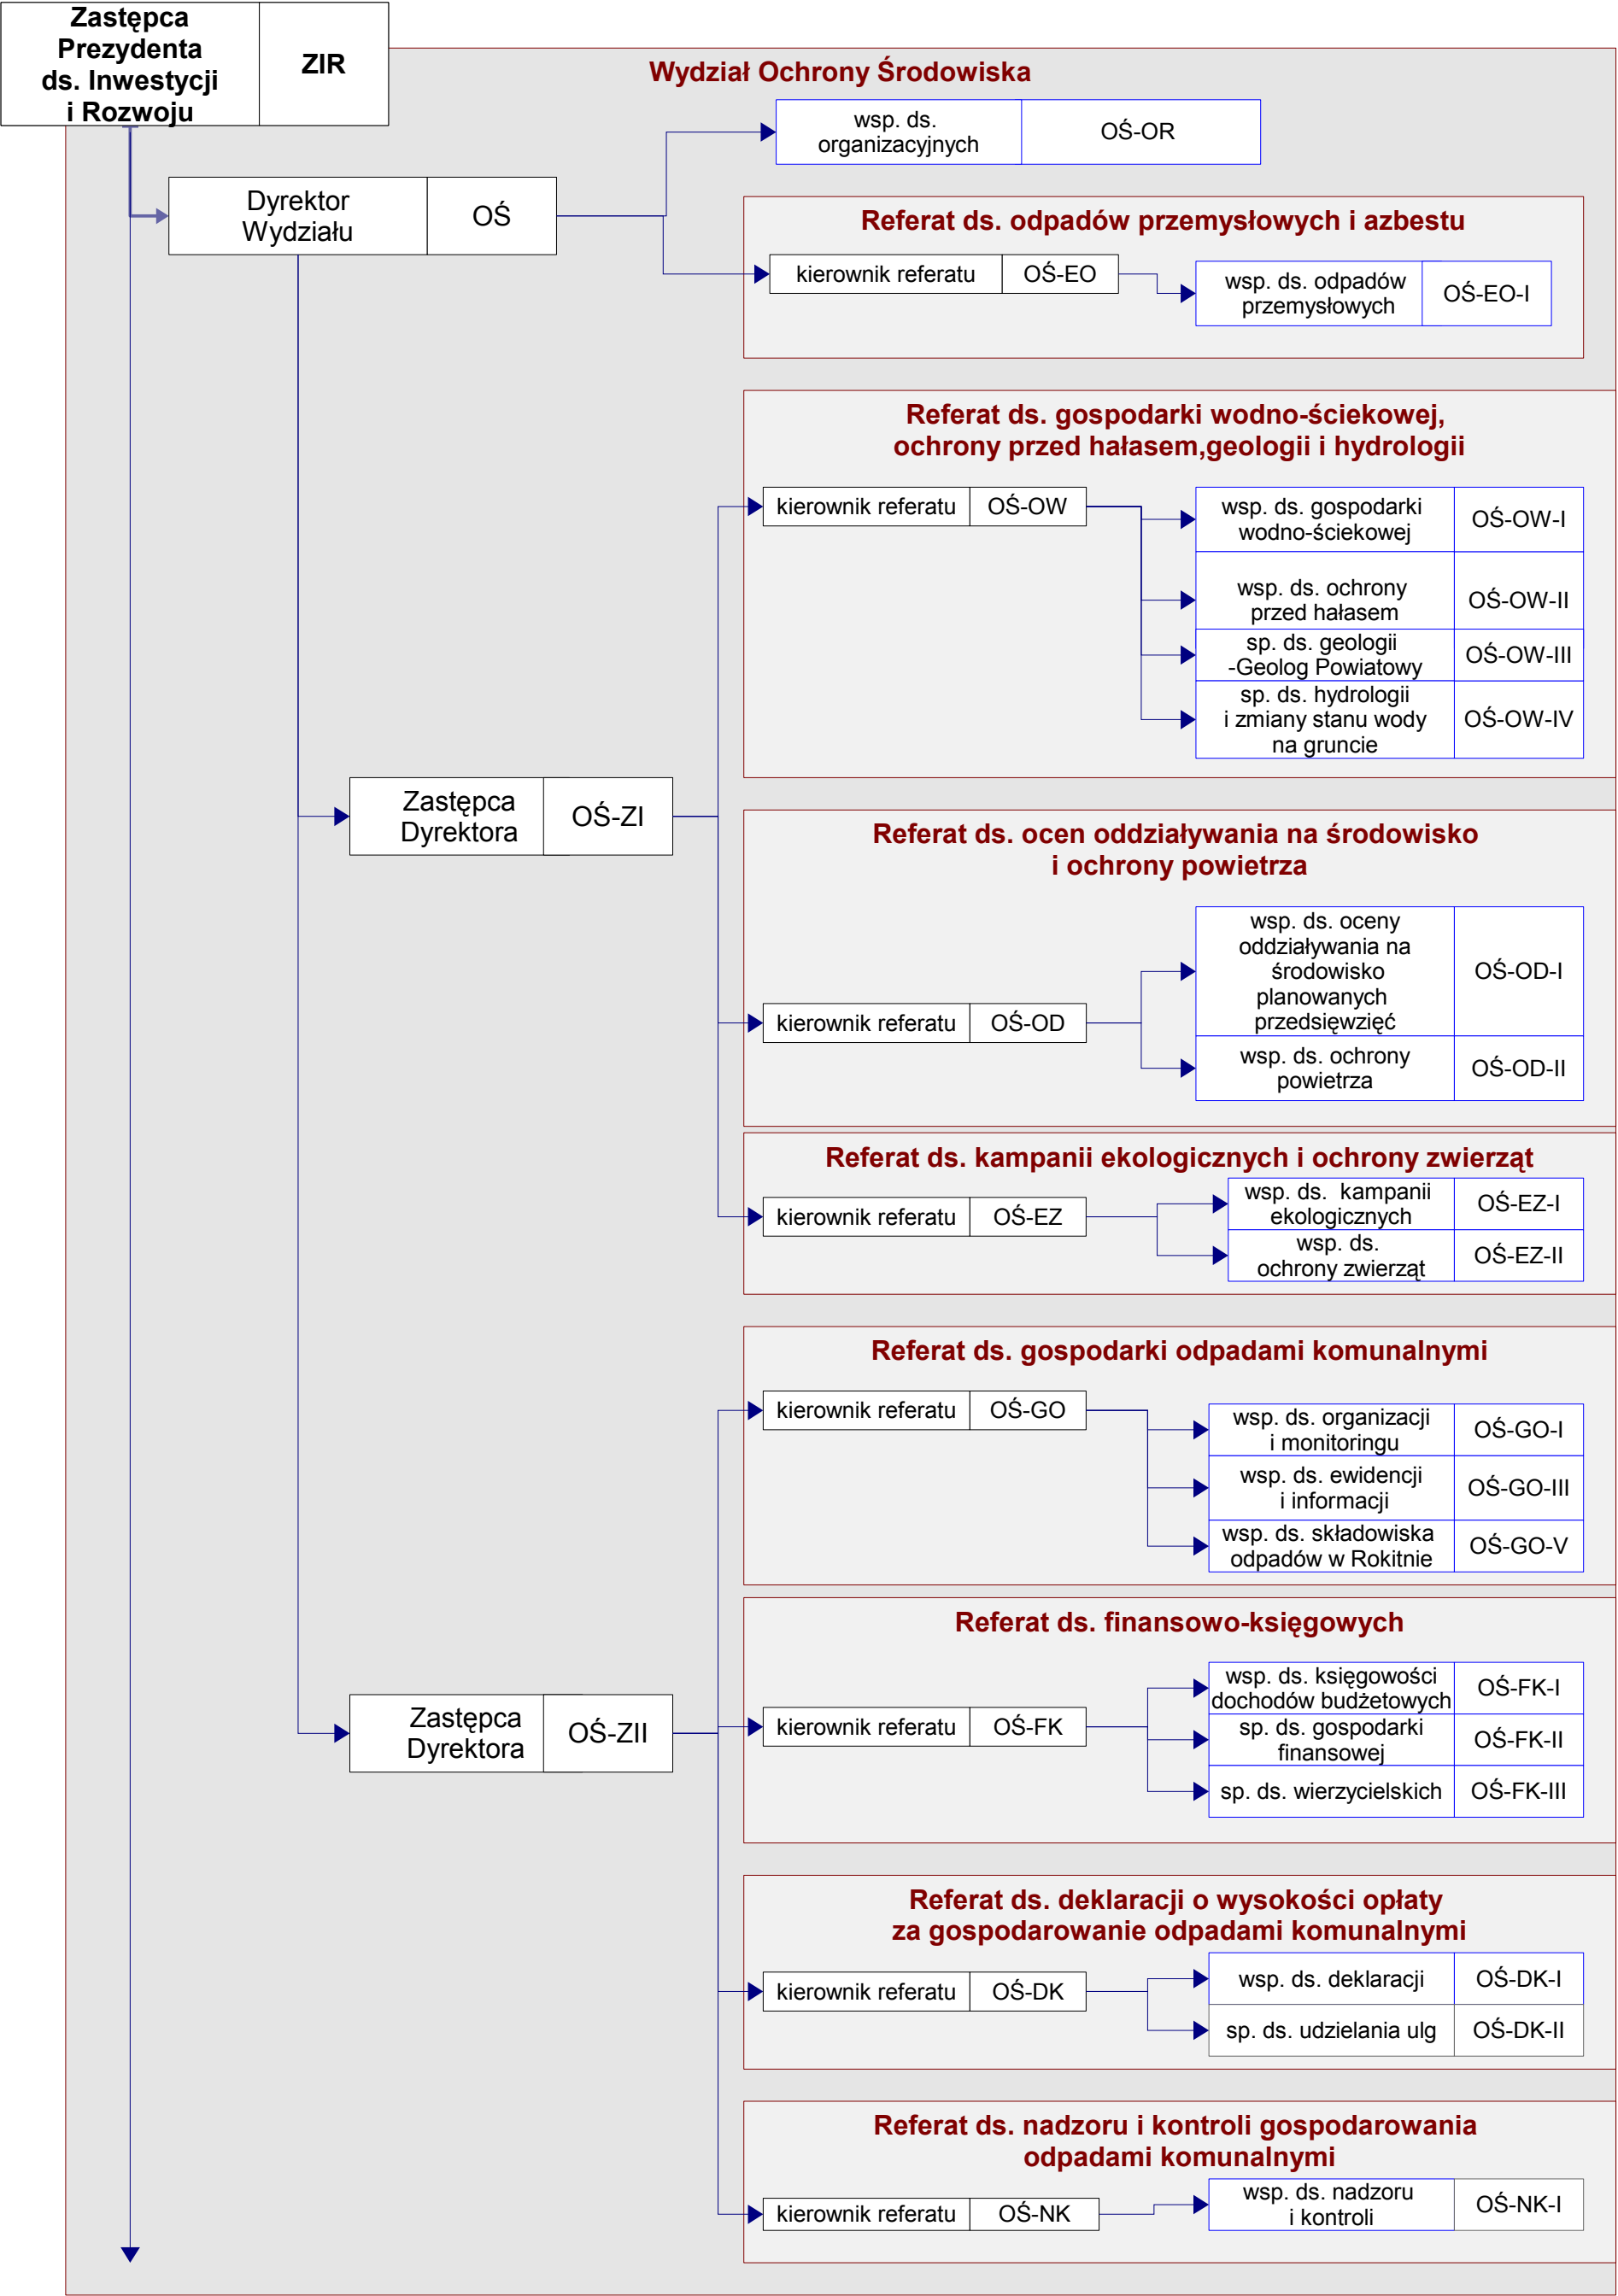 Zastępca
Prezydenta
ds. Inwestycji
i Rozwoju
ZIR
Wydział Ochrony Środowiska
wsp. ds.
organizacyjnych
OŚ-OR
Dyrektor
Wydziału
OŚ
Referat ds. odpadów przemysłowych i azbestu
kierownik referatu
OŚ-EO
wsp. ds. odpadów
przemysłowych
OŚ-EO-I
Referat ds. gospodarki wodno-ściekowej,
ochrony przed hałasem,geologii i hydrologii
kierownik referatu
OŚ-OW
wsp. ds. gospodarki
wodno-ściekowej
OŚ-OW-I
wsp. ds. ochrony
przed hałasem
OŚ-OW-II
sp. ds. geologii
-Geolog Powiatowy
OŚ-OW-III
sp. ds. hydrologii
i zmiany stanu wody
na gruncie
OŚ-OW-IV
Zastępca
Dyrektora
OŚ-ZI
Referat ds. ocen oddziaływania na środowisko
i ochrony powietrza
kierownik referatu
OŚ-OD
wsp. ds. oceny
oddziaływania na
środowisko
planowanych
przedsięwzięć
OŚ-OD-I
wsp. ds. ochrony
powietrza
OŚ-OD-II
Referat ds. kampanii ekologicznych i ochrony zwierząt
kierownik referatu
OŚ-EZ
wsp. ds.  kampanii
ekologicznych
OŚ-EZ-I
wsp. ds.
ochrony zwierząt
OŚ-EZ-II
Referat ds. gospodarki odpadami komunalnymi
kierownik referatu
OŚ-GO
wsp. ds. organizacji
i monitoringu
OŚ-GO-I
wsp. ds. ewidencji
i informacji
OŚ-GO-III
wsp. ds. składowiska
odpadów w Rokitnie
OŚ-GO-V
Referat ds. finansowo-księgowych
Zastępca
Dyrektora
OŚ-ZII
kierownik referatu
OŚ-FK
wsp. ds. księgowości
dochodów budżetowych
OŚ-FK-I
sp. ds. gospodarki
finansowej
OŚ-FK-II
sp. ds. wierzycielskich
OŚ-FK-III
Referat ds. deklaracji o wysokości opłaty
za gospodarowanie odpadami komunalnymi
kierownik referatu
OŚ-DK
wsp. ds. deklaracji
OŚ-DK-I
sp. ds. udzielania ulg
OŚ-DK-II
Referat ds. nadzoru i kontroli gospodarowania
odpadami komunalnymi
kierownik referatu
OŚ-NK
wsp. ds. nadzoru
i kontroli
OŚ-NK-I